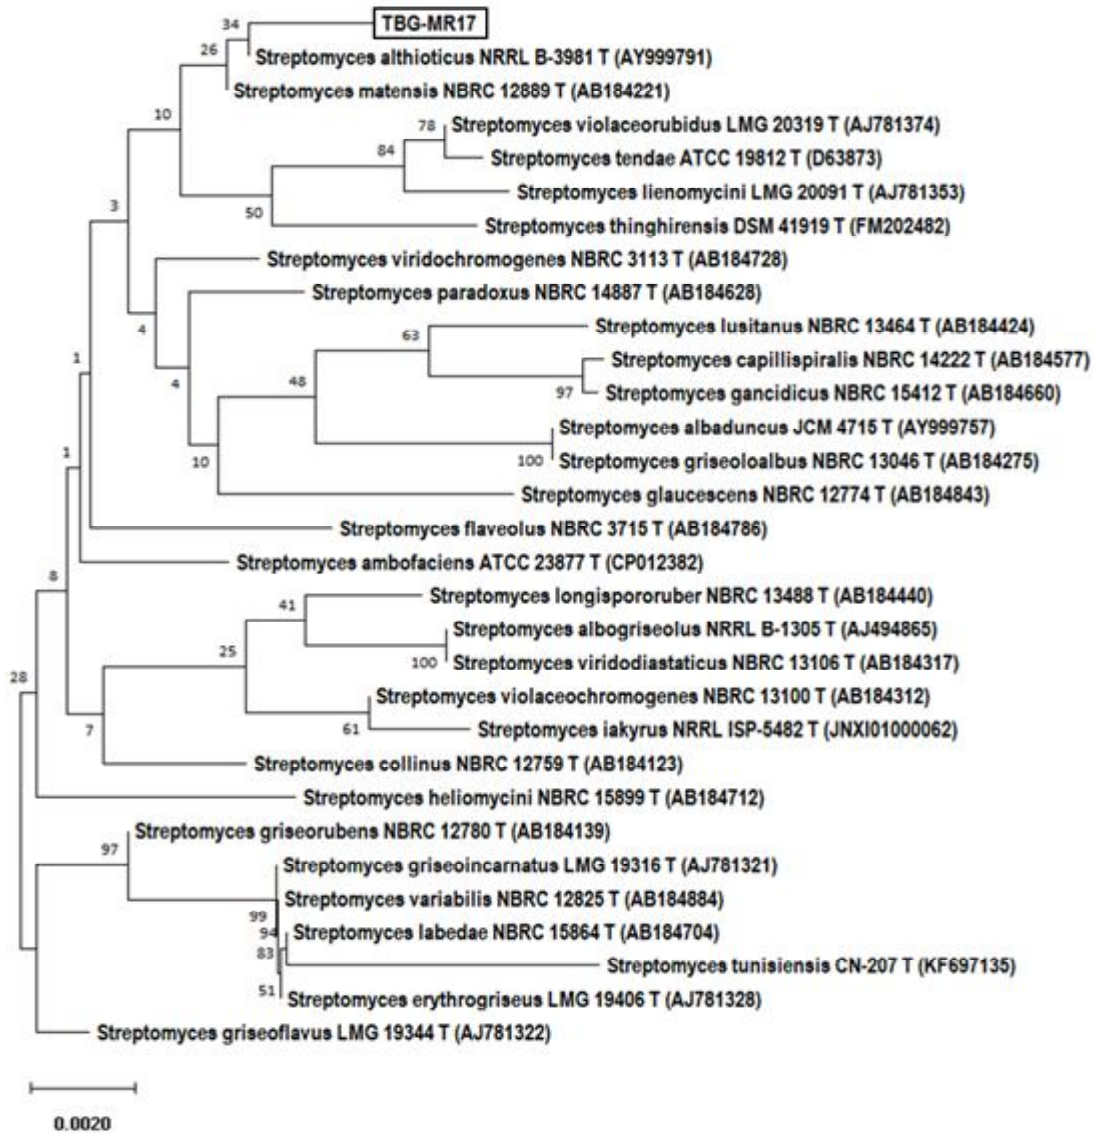 34
TBG-MR17
26
Streptomyces althioticus NRRL B-3981 T (AY999791)
Streptomyces matensis NBRC 12889 T (AB184221)
10
78
Streptomyces violaceorubidus LMG 20319 T (AJ781374)
84
Streptomyces tendae ATCC 19812 T (D63873)
Streptomyces lienomycini LMG 20091 T (AJ781353)
3
50
Streptomyces thinghirensis DSM 41919 T (FM202482)
Streptomyces viridochromogenes NBRC 3113 T (AB184728)
Streptomyces paradoxus NBRC 14887 T (AB184628)
4
63
Streptomyces lusitanus NBRC 13464 T (AB184424)
1
Streptomyces capillispiralis NBRC 14222 T (AB184577)
4
48
97
Streptomyces gancidicus NBRC 15412 T (AB184660)
Streptomyces albaduncus JCM 4715 T (AY999757)
1
10
100
Streptomyces griseoloalbus NBRC 13046 T (AB184275)
Streptomyces glaucescens NBRC 12774 T (AB184843)
Streptomyces flaveolus NBRC 3715 T (AB184786)
Streptomyces ambofaciens ATCC 23877 T (CP012382)
8
41
Streptomyces longispororuber NBRC 13488 T (AB184440)
Streptomyces albogriseolus NRRL B-1305 T (AJ494865)
25
100
Streptomyces viridodiastaticus NBRC 13106 T (AB184317)
28
Streptomyces violaceochromogenes NBRC 13100 T (AB184312)
7
61
Streptomyces iakyrus NRRL ISP-5482 T (JNXI01000062)
Streptomyces collinus NBRC 12759 T (AB184123)
Streptomyces heliomycini NBRC 15899 T (AB184712)
Streptomyces griseorubens NBRC 12780 T (AB184139)
97
Streptomyces griseoincarnatus LMG 19316 T (AJ781321)
Streptomyces variabilis NBRC 12825 T (AB184884)
99
94
Streptomyces labedae NBRC 15864 T (AB184704)
83
Streptomyces tunisiensis CN-207 T (KF697135)
51
Streptomyces erythrogriseus LMG 19406 T (AJ781328)
Streptomyces griseoflavus LMG 19344 T (AJ781322)
0.0020